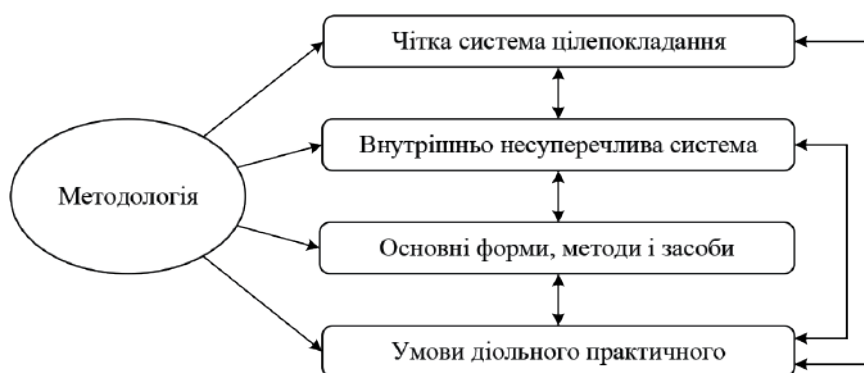 Чітка система цілепокладання
Внутрішньо несуперечлива система
Методологія
Основні форми, методи і засоби
Умови діольного практичного